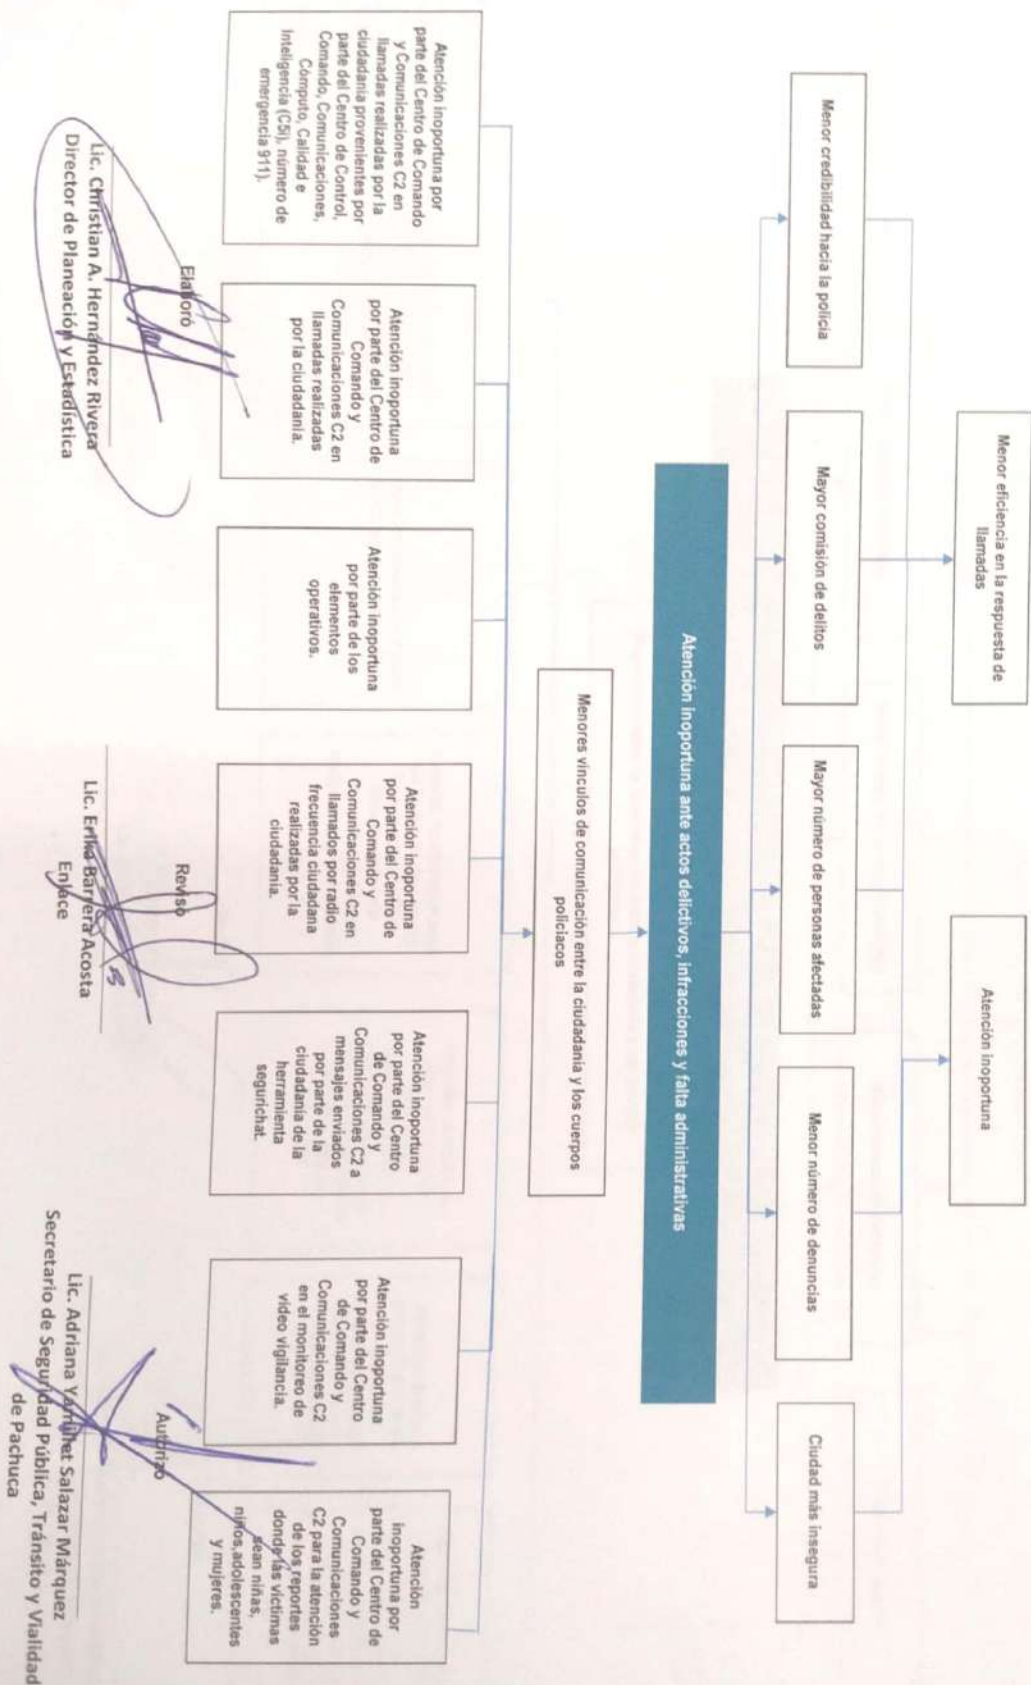 Menor eficiencia en la respuesta de
llamadas
Atención inoportuna
Menor credibilidad hacia la policia
Mayor comisión de delitos
Mayor número de personas afectadas
Menor número de denuncias
Ciudad más insegura
Atención inoportuna ante actos delictivos, infracciones y falta administrativas
Menores vínculos de comunicación entre la ciudadanía y los cuerpos
policiacos
Atención inoportuna por
parte del Centro de Comando
y Comunicaciones C2 en
llamadas realizadas por la
ciudadanía provenientes por
parte del Centro de Control,
Comando, Comunicaciones,
Cómputo, Calidad e
Inteligencia (C5i), número de
emergencia 911).
Atención inoportuna
por parte del Centro de
Comando y
Comunicaciones C2 en
llamadas realizadas
por la ciudadanía.
Atención inoportuna
por parte de los
elementos
operativos.
Atención inoportuna
por parte del Centro de
Comando y
Comunicaciones C2 en
llamados por radio
frecuencia ciudadana
realizadas por la
ciudadanía.
Atención inoportuna
por parte del Centro
de Comando y
Comunicaciones C2 a
mensajes enviados
por parte de la
ciudadanía de la
herramienta
segurichat.
Atención inoportuna
por parte del Centro
de Comando y
Comunicaciones C2
en el monitoreo de
video vigilancia.
Atención
inoportuna por
parte del Centro de
Comando y
Comunicaciones
C2 para la atención
de los reportes
donde las víctimas
sean niñas,
niños,adolescentes
y mujeres.
Elaboró
Lic. Christian A. Hernández Rivera
Director de Planeación y Estadística
Revisó
Lic. Erika Barrera Acosta
Enlace
Autorizó
Lic. Adriana Yamillet Salazar Márquez
Secretario de Seguridad Pública, Tránsito y Vialidad
de Pachuca